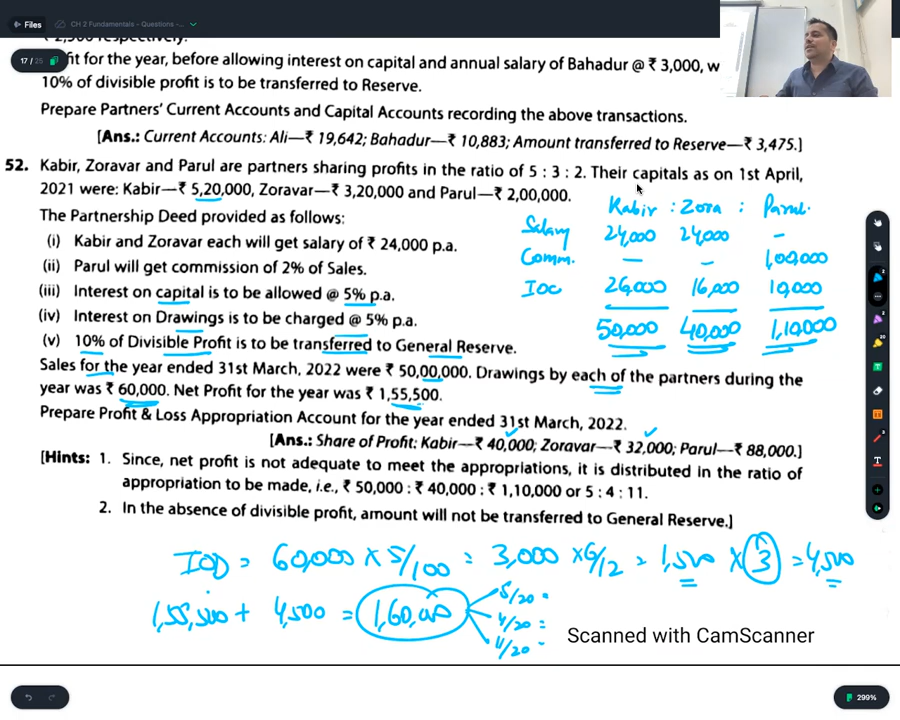 Files
CH 2 Fundamentals - Questions -...
₹ 2,500 respectively.
17 / 25
fit for the year, before allowing interest on capital and annual salary of Bahadur @ ₹ 3,000, w
10% of divisible profit is to be transferred to Reserve.
Prepare Partners' Current Accounts and Capital Accounts recording the above transactions.
[Ans.: Current Accounts: Ali—₹ 19,642; Bahadur—₹ 10,883; Amount transferred to Reserve—₹ 3,475.]
52. Kabir, Zoravar and Parul are partners sharing profits in the ratio of 5 : 3 : 2. Their capitals as on 1st April,
2021 were: Kabir—₹ 5,20,000, Zoravar—₹ 3,20,000 and Parul—₹ 2,00,000.
Kabir : Zora : Parul.
The Partnership Deed provided as follows:
Salary 24,000 24,000 -
(i) Kabir and Zoravar each will get salary of ₹ 24,000 p.a.
Comm. — - 1,00,000
(ii) Parul will get commission of 2% of Sales.
IOC 26,000 16,000 10,000
(iii) Interest on capital is to be allowed @ 5% p.a.
(iv) Interest on Drawings is to be charged @ 5% p.a.
50,000 40,000 1,10,000
(v) 10% of Divisible Profit is to be transferred to General Reserve.
Sales for the year ended 31st March, 2022 were ₹ 50,00,000. Drawings by each of the partners during the
year was ₹ 60,000. Net Profit for the year was ₹ 1,55,500.
Prepare Profit & Loss Appropriation Account for the year ended 31st March, 2022.
[Ans.: Share of Profit: Kabir—₹ 40,000; Zoravar—₹ 32,000; Parul—₹ 88,000.]
[Hints: 1. Since, net profit is not adequate to meet the appropriations, it is distributed in the ratio of
appropriation to be made, i.e., ₹ 50,000 : ₹ 40,000 : ₹ 1,10,000 or 5 : 4 : 11.
2. In the absence of divisible profit, amount will not be transferred to General Reserve.]
IOD = 60,000 × 5/100 = 3,000 × 6/12 = 1,500 × 3 = 4,500
1,55,500 + 4,500 = 1,60,000
5/20 =
4/20 =
11/20 =
Scanned with CamScanner
299%